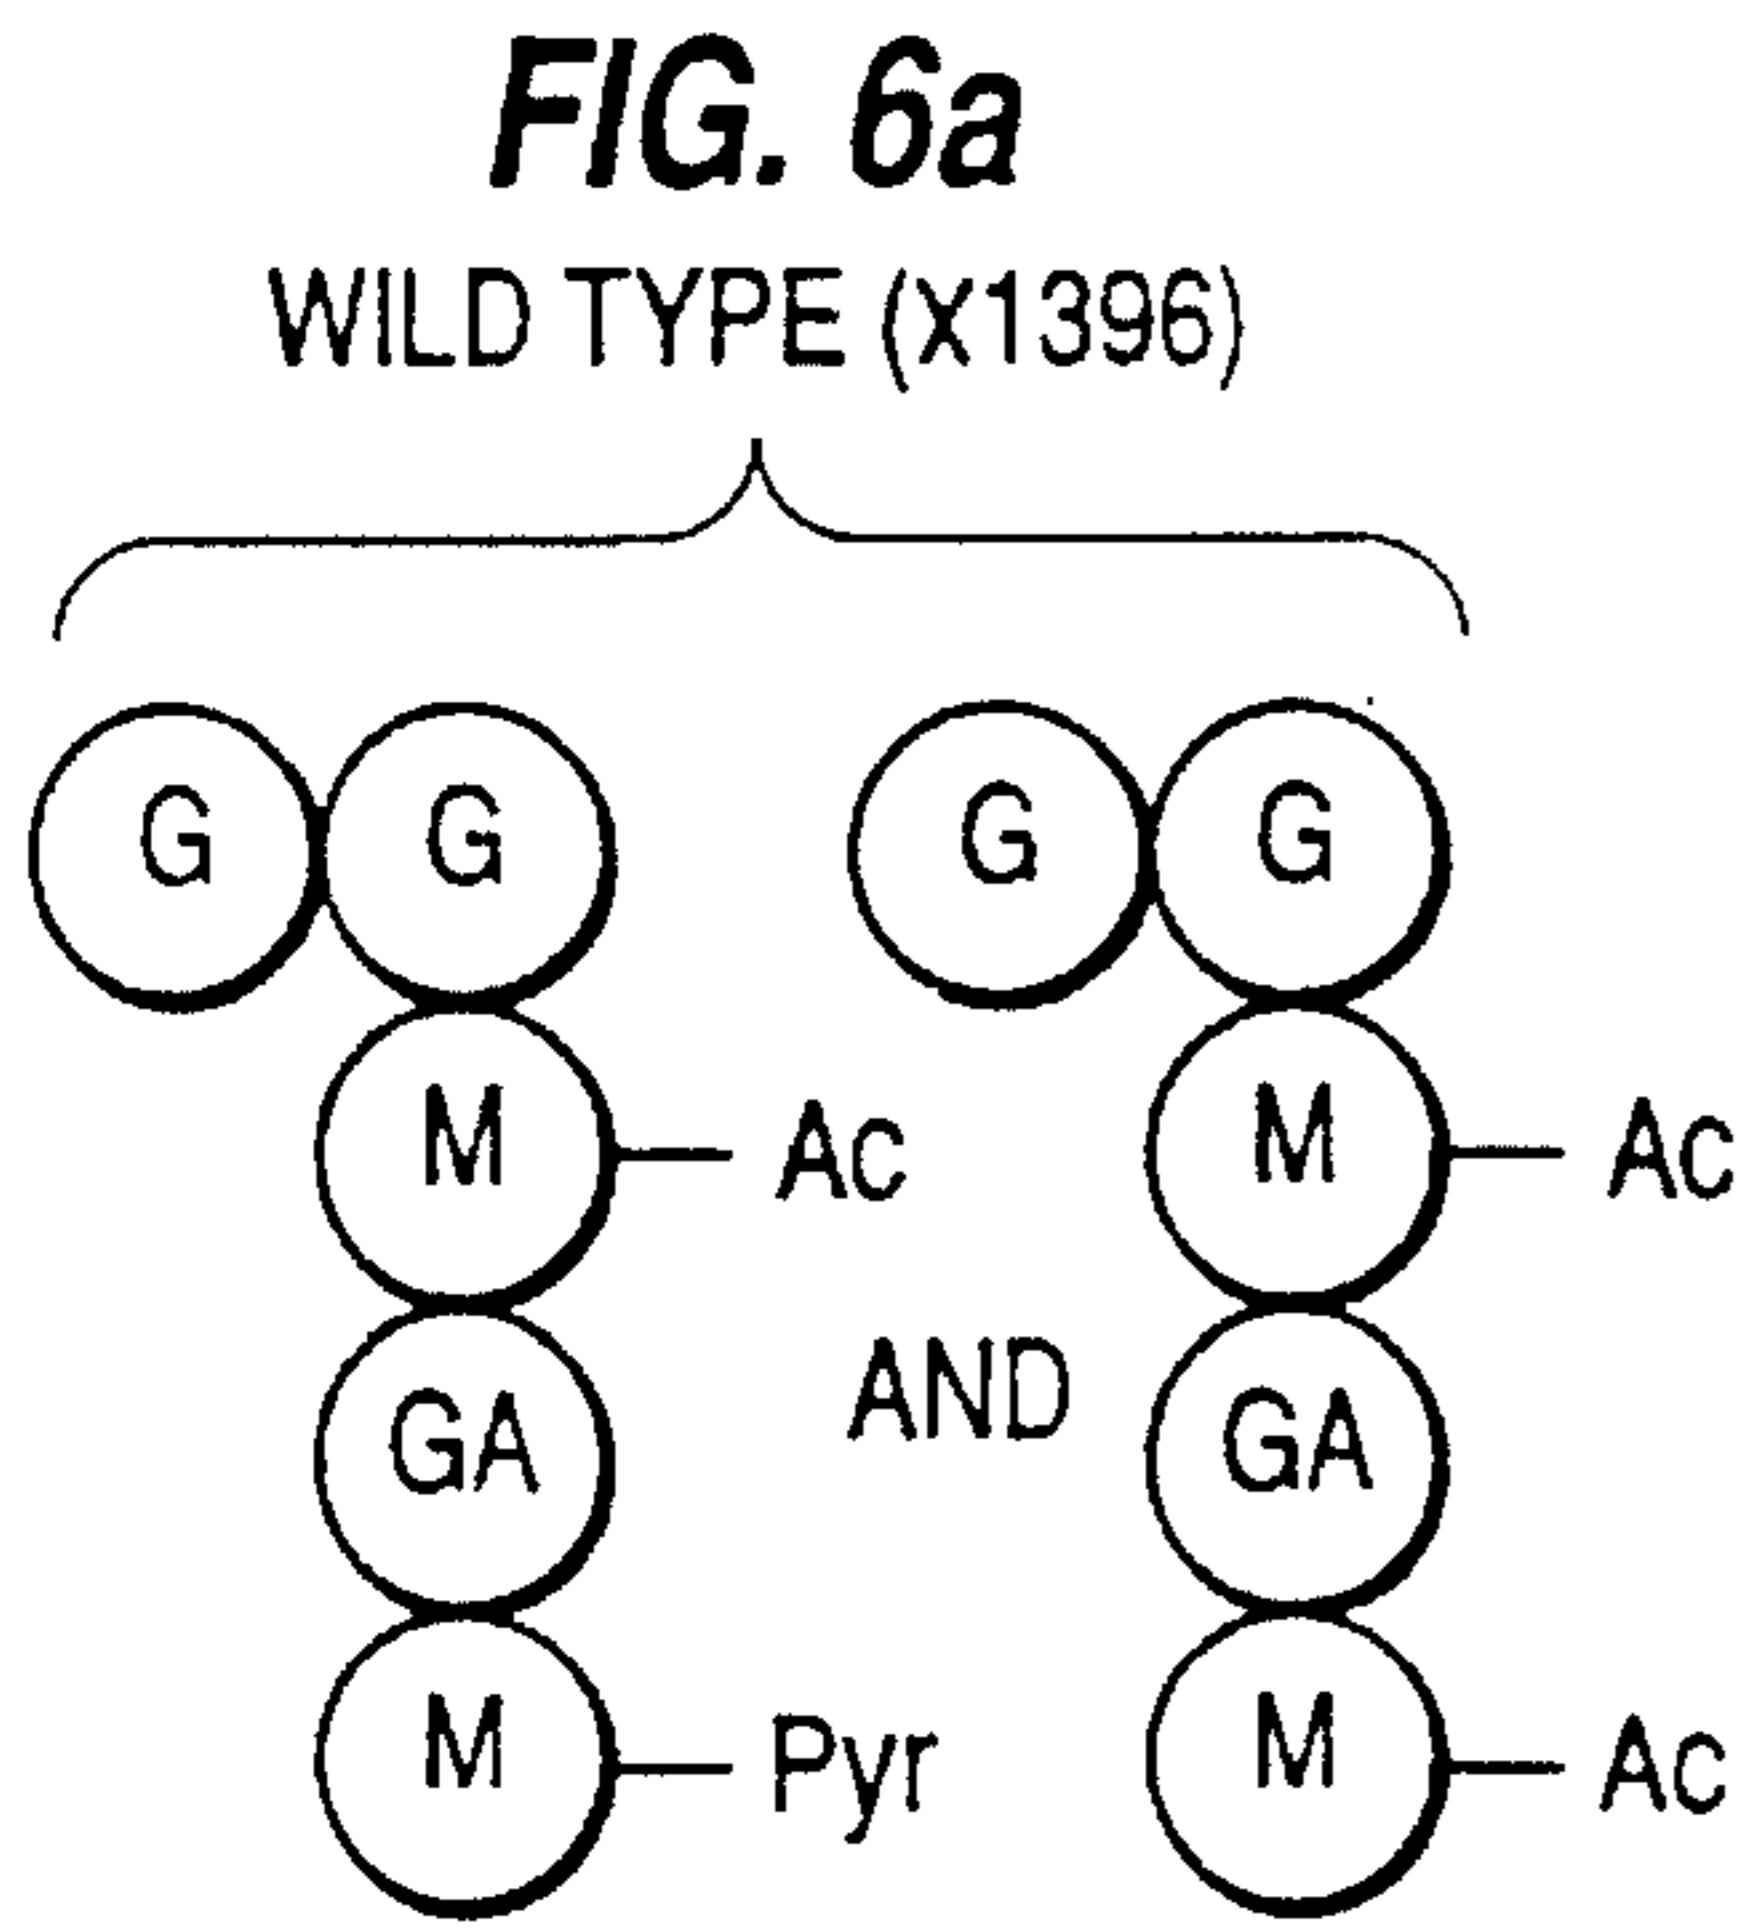 FIG. 6a
WILD TYPE (X1396)
G G G G
M Ac M Ac
GA AND GA
M Pyr M Ac